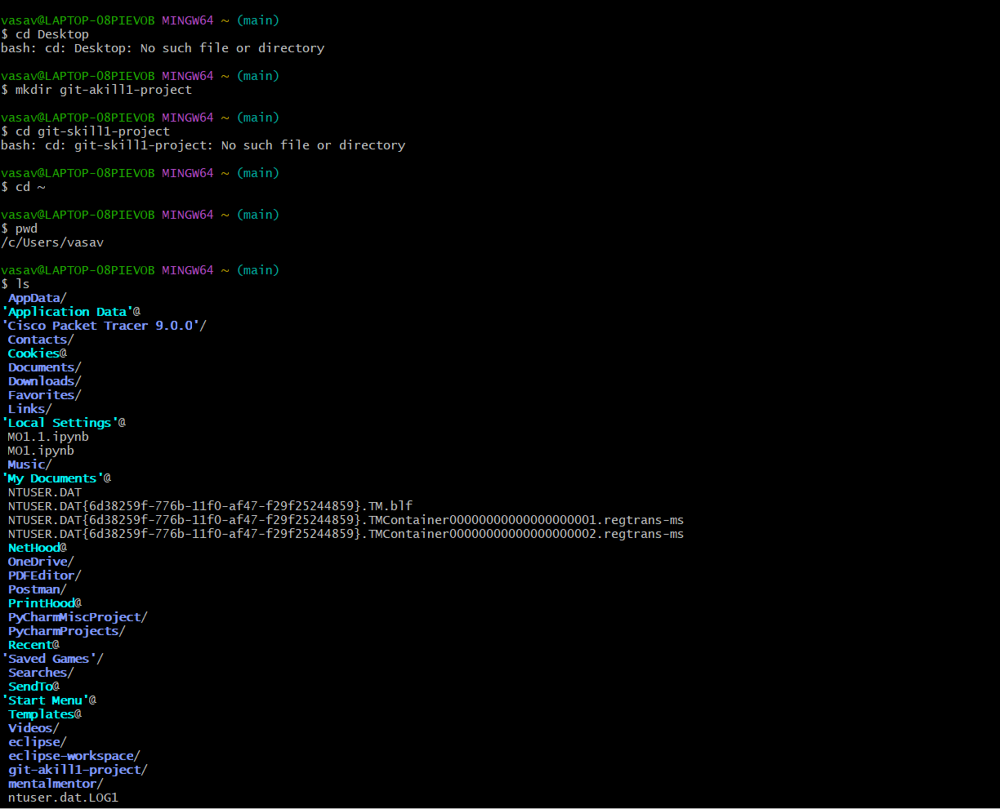 vasav@LAPTOP-08PIEVOB MINGW64 ~ (main)
$ cd Desktop
bash: cd: Desktop: No such file or directory
vasav@LAPTOP-08PIEVOB MINGW64 ~ (main)
$ mkdir git-akill1-project
vasav@LAPTOP-08PIEVOB MINGW64 ~ (main)
$ cd git-skill1-project
bash: cd: git-skill1-project: No such file or directory
vasav@LAPTOP-08PIEVOB MINGW64 ~ (main)
$ cd ~
vasav@LAPTOP-08PIEVOB MINGW64 ~ (main)
$ pwd
/c/Users/vasav
vasav@LAPTOP-08PIEVOB MINGW64 ~ (main)
$ ls
AppData/
'Application Data'@
'Cisco Packet Tracer 9.0.0'/
Contacts/
Cookies@
Documents/
Downloads/
Favorites/
Links/
'Local Settings'@
MO1.1.ipynb
MO1.ipynb
Music/
'My Documents'@
NTUSER.DAT
NTUSER.DAT{6d38259f-776b-11f0-af47-f29f25244859}.TM.blf
NTUSER.DAT{6d38259f-776b-11f0-af47-f29f25244859}.TMContainer00000000000000000001.regtrans-ms
NTUSER.DAT{6d38259f-776b-11f0-af47-f29f25244859}.TMContainer00000000000000000002.regtrans-ms
NetHood@
OneDrive/
PDFEditor/
Postman/
PrintHood@
PyCharmMiscProject/
PycharmProjects/
Recent@
'Saved Games'/
Searches/
SendTo@
'Start Menu'@
Templates@
Videos/
eclipse/
eclipse-workspace/
git-akill1-project/
mentalmentor/
ntuser.dat.LOG1